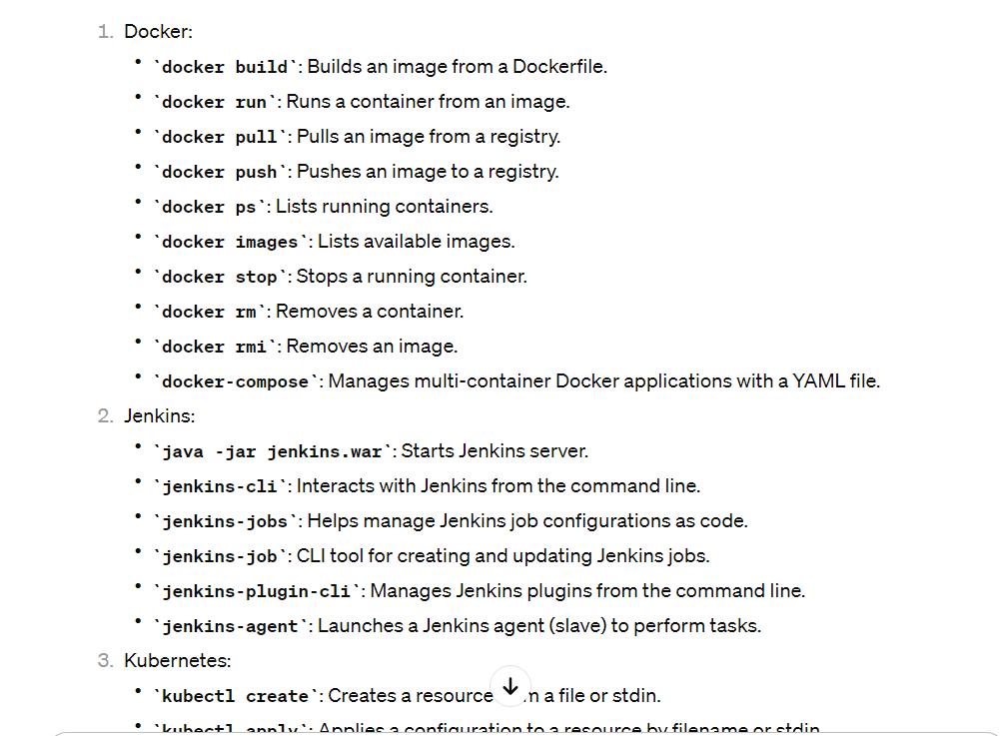 1. Docker:
• `docker build`: Builds an image from a Dockerfile.
• `docker run`: Runs a container from an image.
• `docker pull`: Pulls an image from a registry.
• `docker push`: Pushes an image to a registry.
• `docker ps`: Lists running containers.
• `docker images`: Lists available images.
• `docker stop`: Stops a running container.
• `docker rm`: Removes a container.
• `docker rmi`: Removes an image.
• `docker-compose`: Manages multi-container Docker applications with a YAML file.
2. Jenkins:
• `java -jar jenkins.war`: Starts Jenkins server.
• `jenkins-cli`: Interacts with Jenkins from the command line.
• `jenkins-jobs`: Helps manage Jenkins job configurations as code.
• `jenkins-job`: CLI tool for creating and updating Jenkins jobs.
• `jenkins-plugin-cli`: Manages Jenkins plugins from the command line.
• `jenkins-agent`: Launches a Jenkins agent (slave) to perform tasks.
3. Kubernetes:
• `kubectl create`: Creates a resource a file or stdin.
• `kubectl apply`: Applies a configuration to a resource by filename or stdin